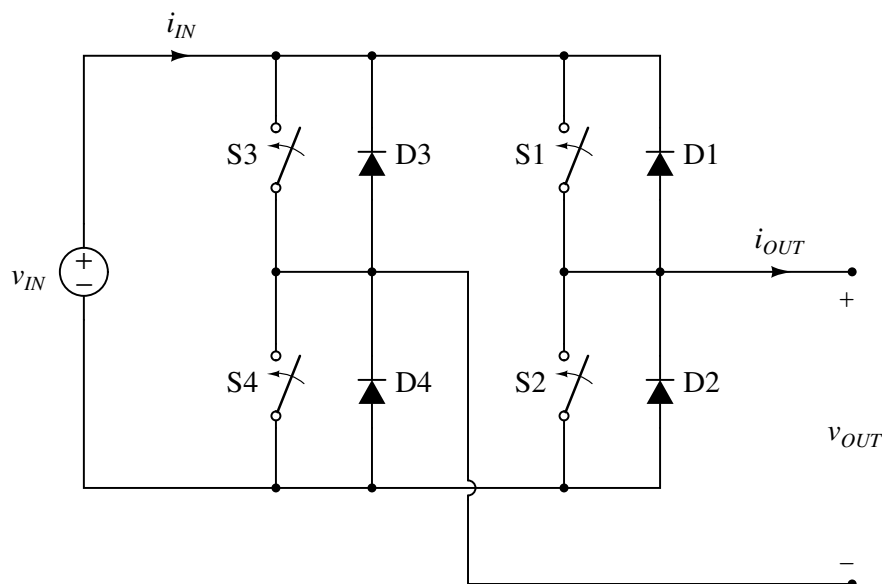 i_IN
S3
D3
S1
D1
i_OUT
v_IN
+
−
+
S4
D4
S2
D2
v_OUT
−